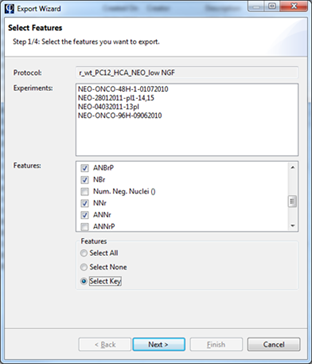 Export Wizard
Select Features
Step 1/4: Select the features you want to export.
Protocol: r_wt_PC12_HCA_NEO_low NGF
Experiments: NEO-ONCO-48H-1-01072010
NEO-28012011-pl1-14,15
NEO-04032011-13pl
NEO-ONCO-96H-09062010
Features: ANBrP
NBr
Num. Neg. Nuclei ()
NNr
ANNr
ANNrP
Features
Select All
Select None
Select Key
< Back Next > Finish Cancel